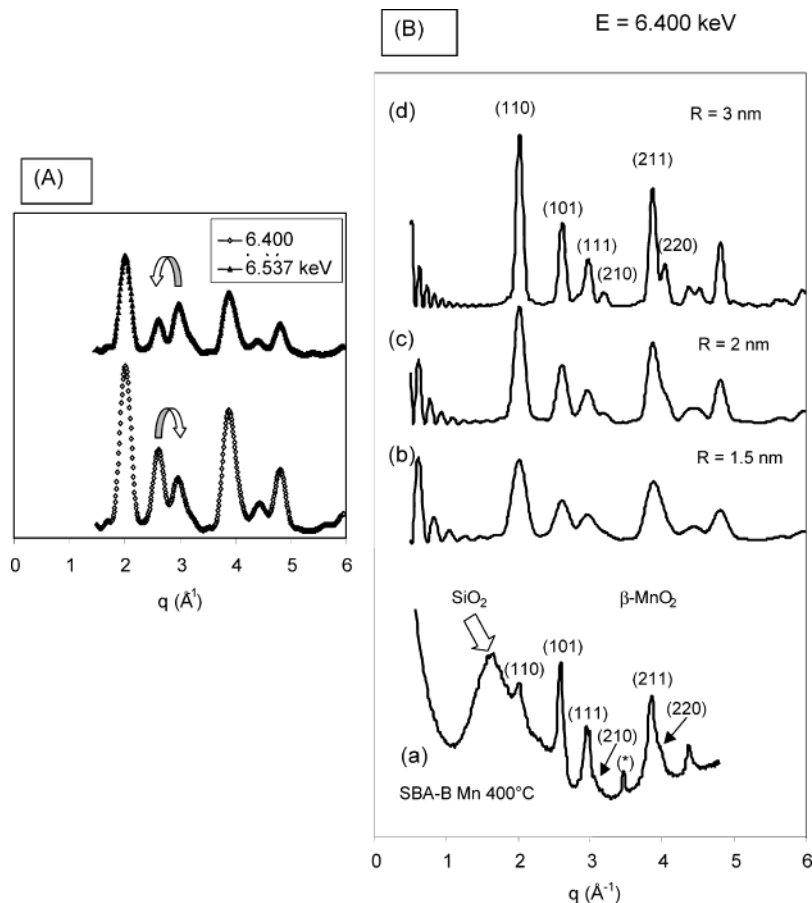 (A)
6.400
6.537 keV
0 1 2 3 4 5 6
q (Å¹)
(B)
E = 6.400 keV
(d)
(110)
R = 3 nm
(211)
(101)
(220)
(111)
(210)
(c)
R = 2 nm
(b)
R = 1.5 nm
SiO₂
β-MnO₂
(101)
(110)
(211)
(111)
(220)
(210)
(a)
(*)
SBA-B Mn 400°C
0 1 2 3 4 5 6
q (Å⁻¹)